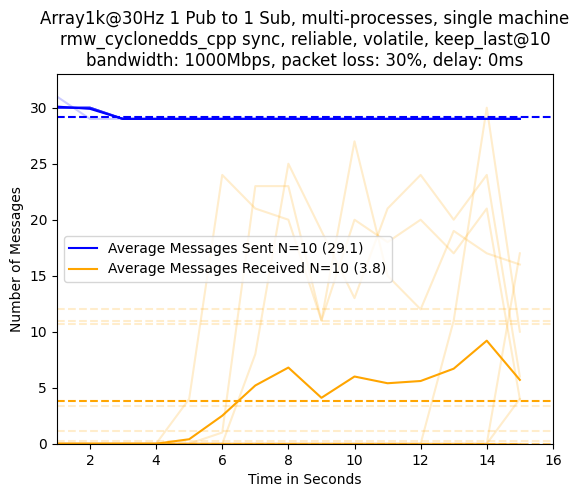 Array1k@30Hz 1 Pub to 1 Sub, multi-processes, single machine
rmw_cyclonedds_cpp sync, reliable, volatile, keep_last@10
bandwidth: 1000Mbps, packet loss: 30%, delay: 0ms
30
25
20
15
10
5
0
Number of Messages
Average Messages Sent N=10 (29.1)
Average Messages Received N=10 (3.8)
2 4 6 8 10 12 14 16
Time in Seconds